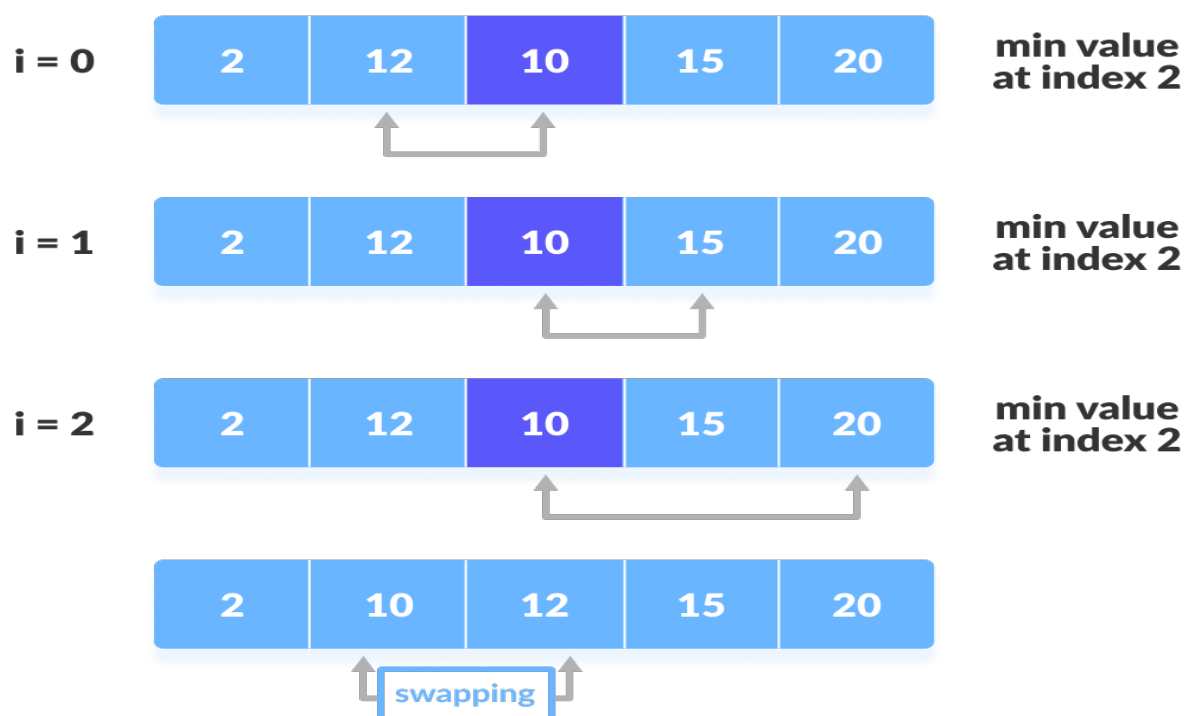 i = 0
2 12 10 15 20
min value
at index 2
i = 1
2 12 10 15 20
min value
at index 2
i = 2
2 12 10 15 20
min value
at index 2
2 10 12 15 20
swapping